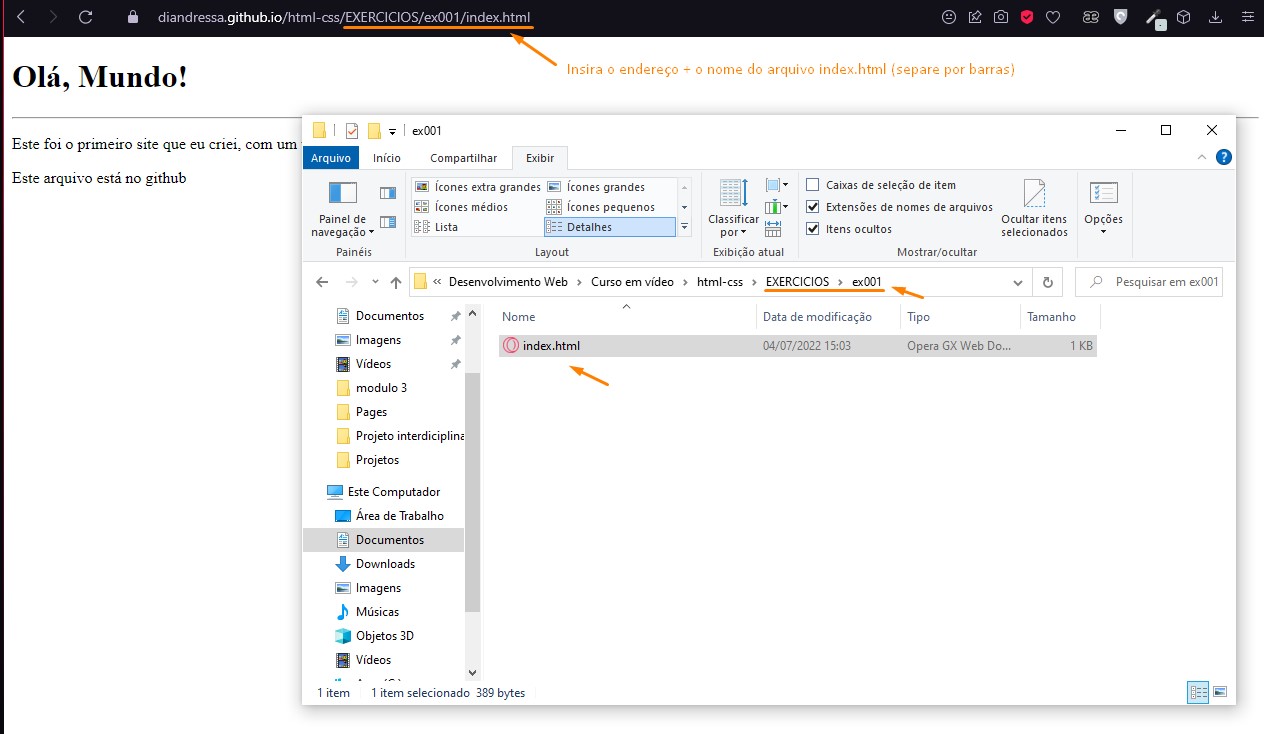 diandressa.github.io/html-css/EXERCICIOS/ex001/index.html
Insira o endereço + o nome do arquivo index.html (separe por barras)
Olá, Mundo!
Este foi o primeiro site que eu criei, com um
Este arquivo está no github
ex001
Arquivo Início Compartilhar Exibir
Painel de navegação
Ícones extra grandes Ícones grandes
Ícones médios Ícones pequenos
Lista Detalhes
Classificar por
Caixas de seleção de item
Extensões de nomes de arquivos
Itens ocultos
Ocultar itens selecionados
Opções
Painéis Layout Exibição atual Mostrar/ocultar
« Desenvolvimento Web > Curso em vídeo > html-css > EXERCICIOS > ex001
Pesquisar em ex001
Documentos
Imagens
Vídeos
modulo 3
Pages
Projeto interdiciplina
Projetos
Este Computador
Área de Trabalho
Documentos
Downloads
Imagens
Músicas
Objetos 3D
Vídeos
Nome Data de modificação Tipo Tamanho
index.html 04/07/2022 15:03 Opera GX Web Do... 1 KB
1 item 1 item selecionado 389 bytes